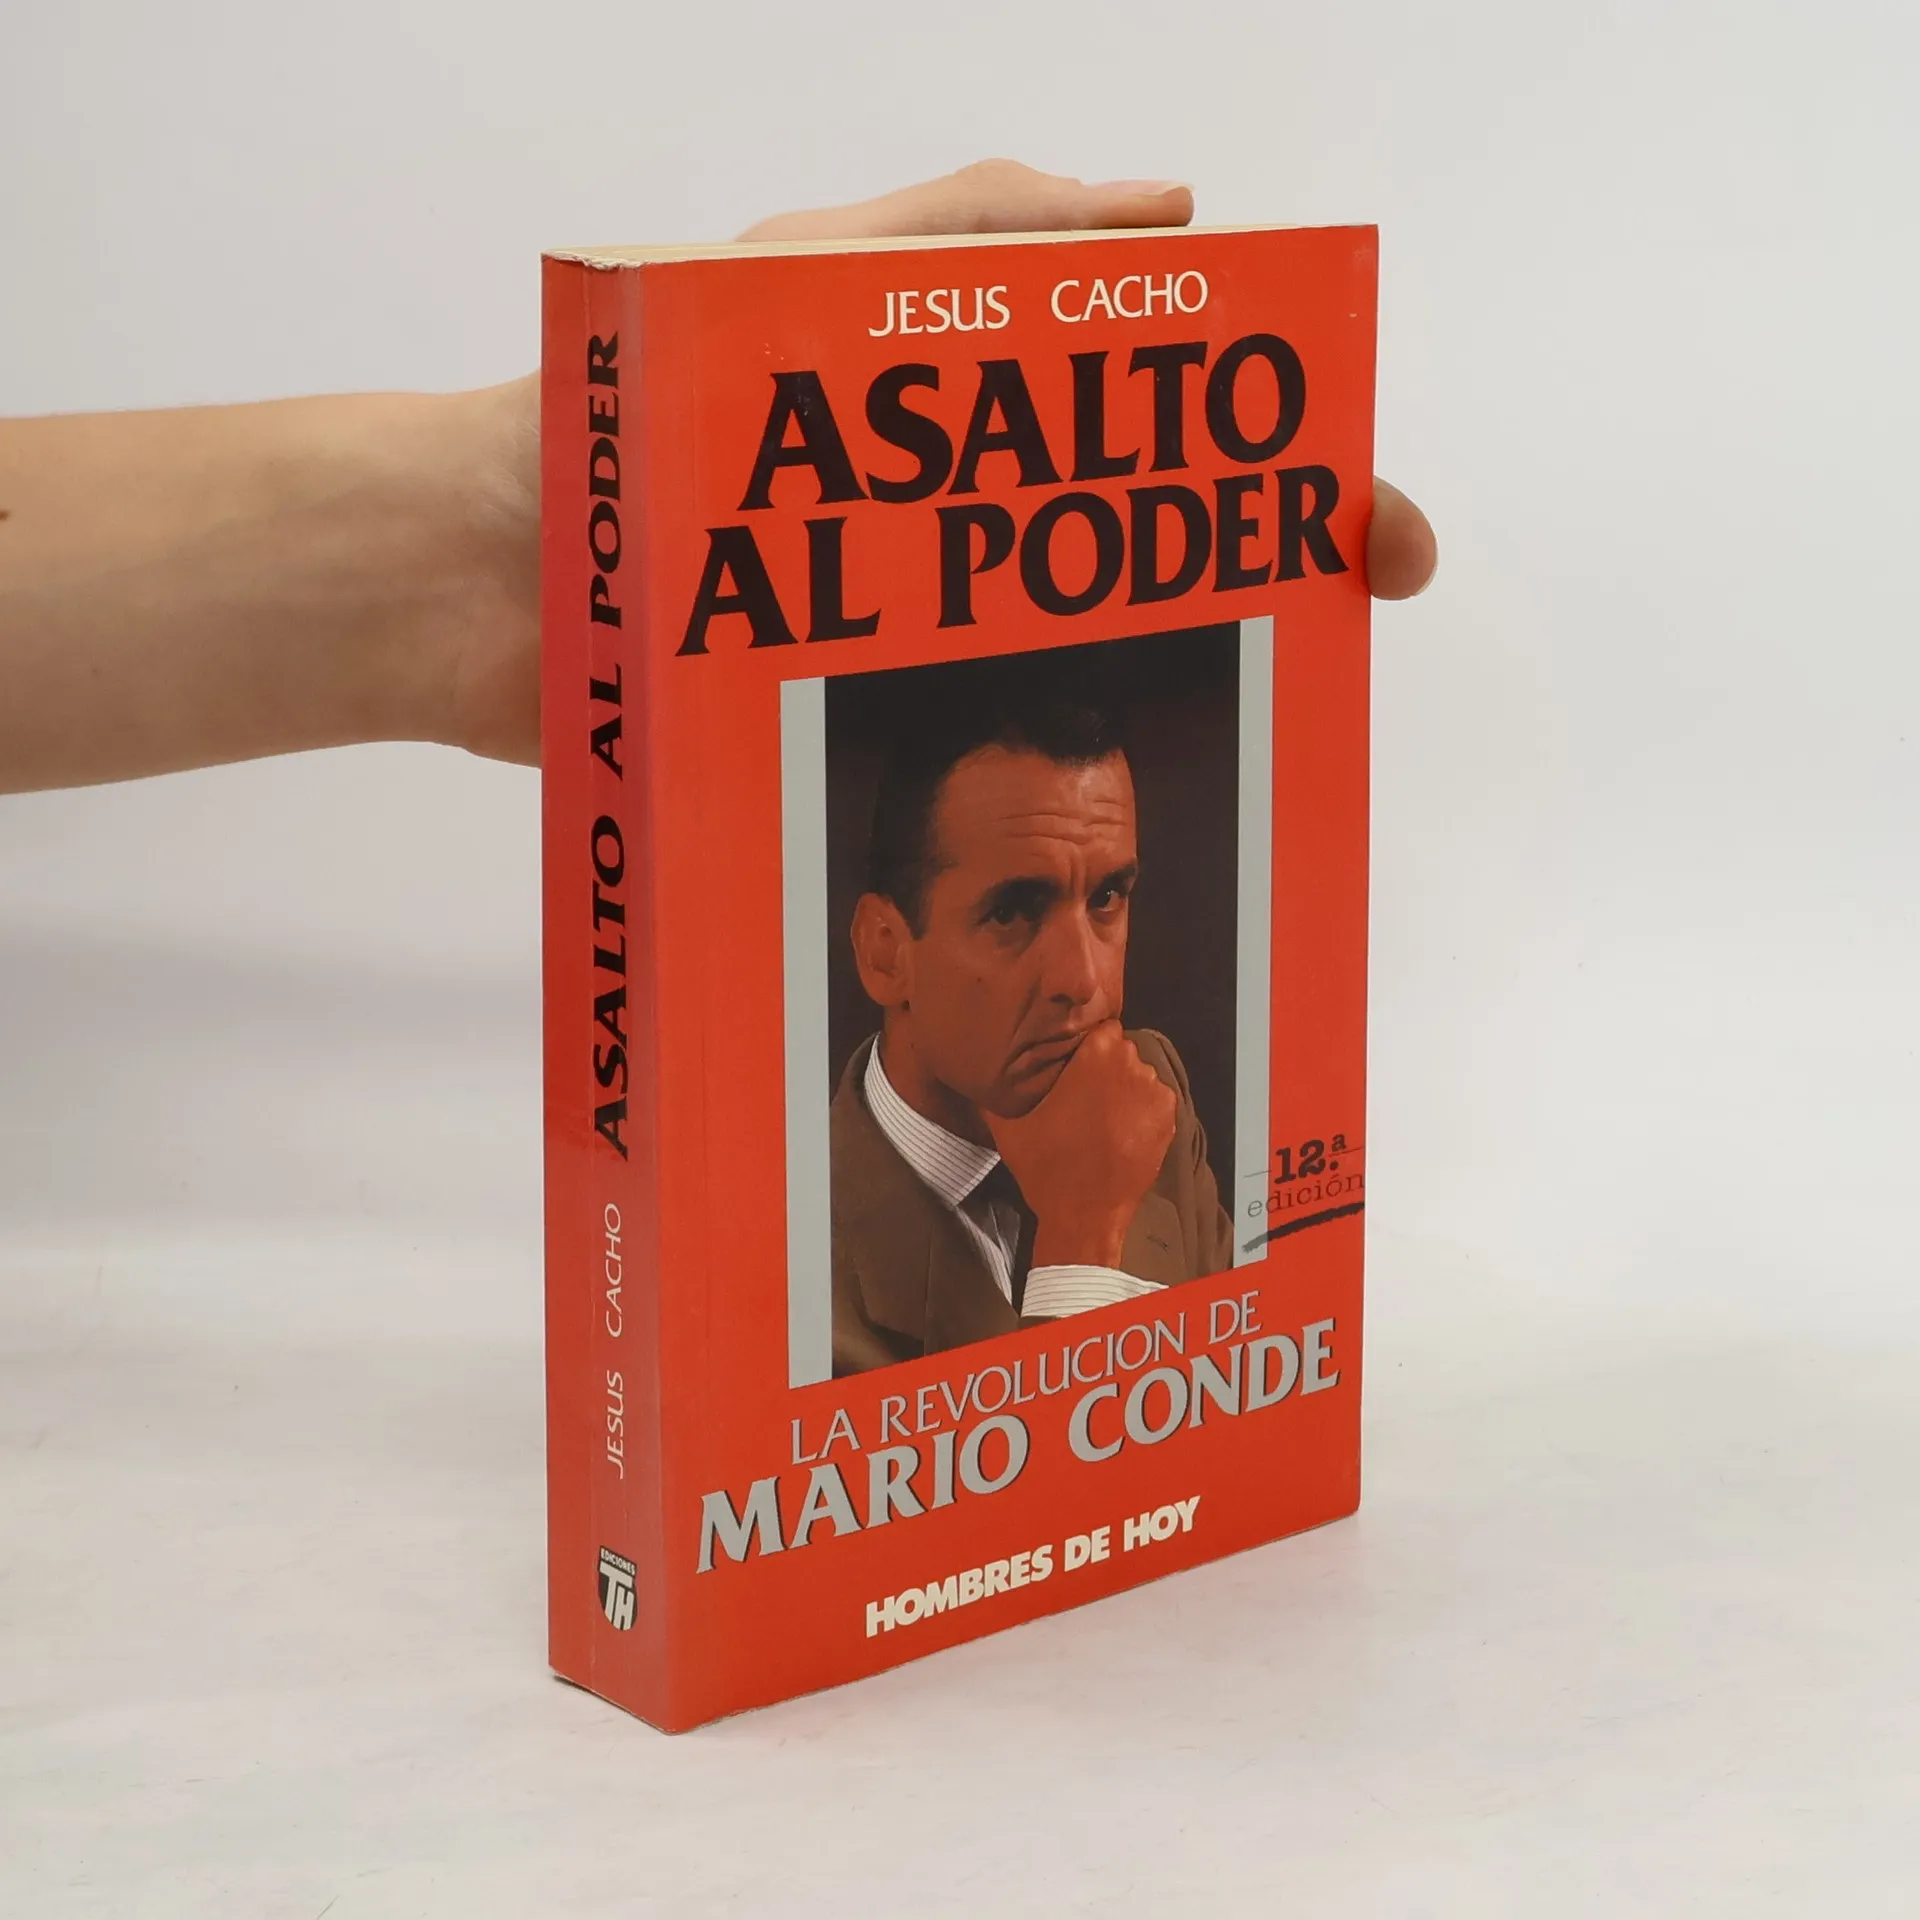 JESUS CACHO
ASALTO
AL PODER
12.ª
edición
LA REVOLUCION DE
MARIO CONDE
HOMBRES DE HOY
JESUS CACHO ASALTO AL PODER
EDICIONES
TH